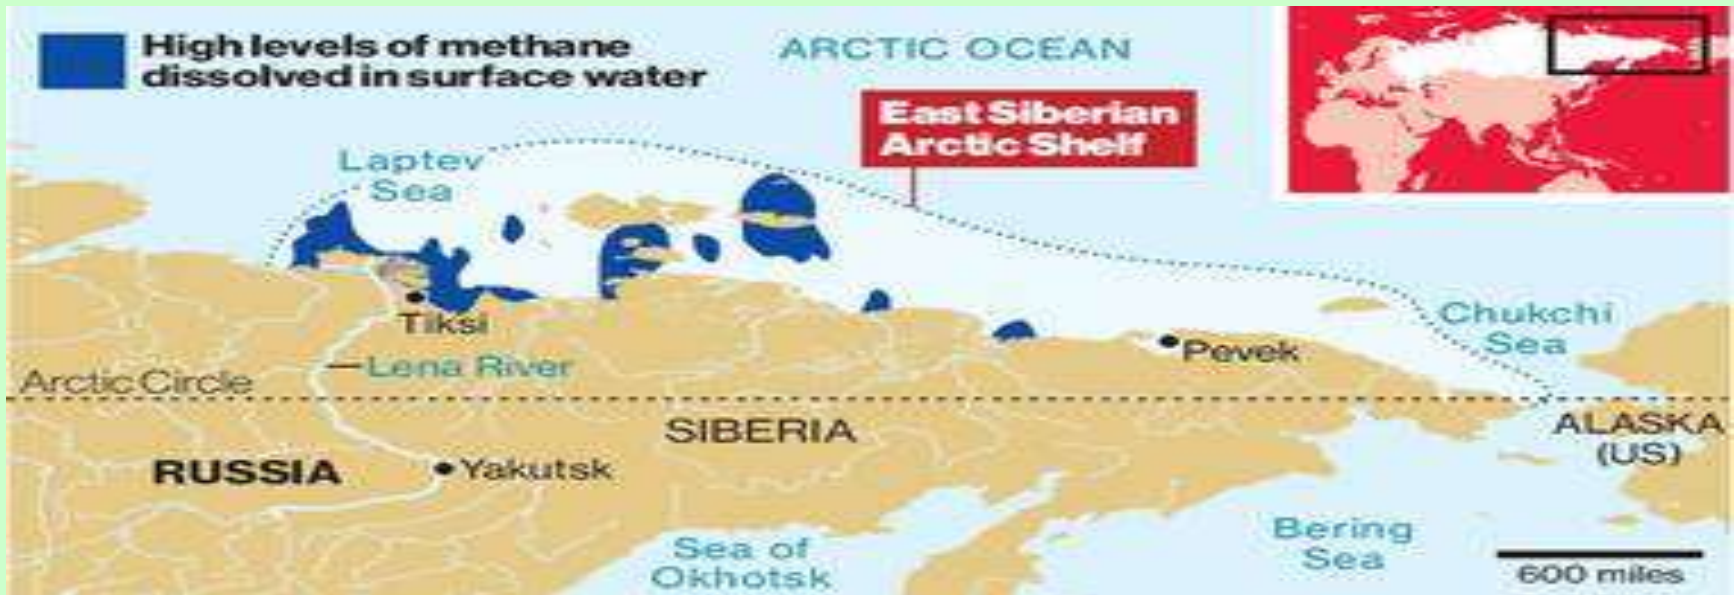 High levels of methane
dissolved in surface water
ARCTIC OCEAN
East Siberian
Arctic Shelf
Laptev
Sea
Tiksi
Lena River
Chukchi
Sea
Pevek
Arctic Circle
SIBERIA
ALASKA
(US)
RUSSIA
Yakutsk
Sea of
Okhotsk
Bering
Sea
600 miles